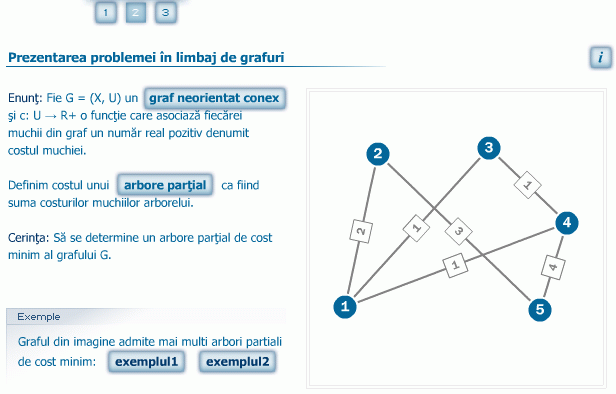 1 2 3
Prezentarea problemei în limbaj de grafuri
i
Enunţ: Fie G = (X, U) un graf neorientat conex
şi c: U → R+ o funcţie care asociază fiecărei
muchii din graf un număr real pozitiv denumit
costul muchiei.
Definim costul unui arbore parţial ca fiind
suma costurilor muchiilor arborelui.
Cerinţa: Să se determine un arbore parţial de cost
minim al grafului G.
Exemple
Graful din imagine admite mai multi arbori partiali
de cost minim: exemplul1 exemplul2
2
3
1
4
2
1
3
1
4
1
5